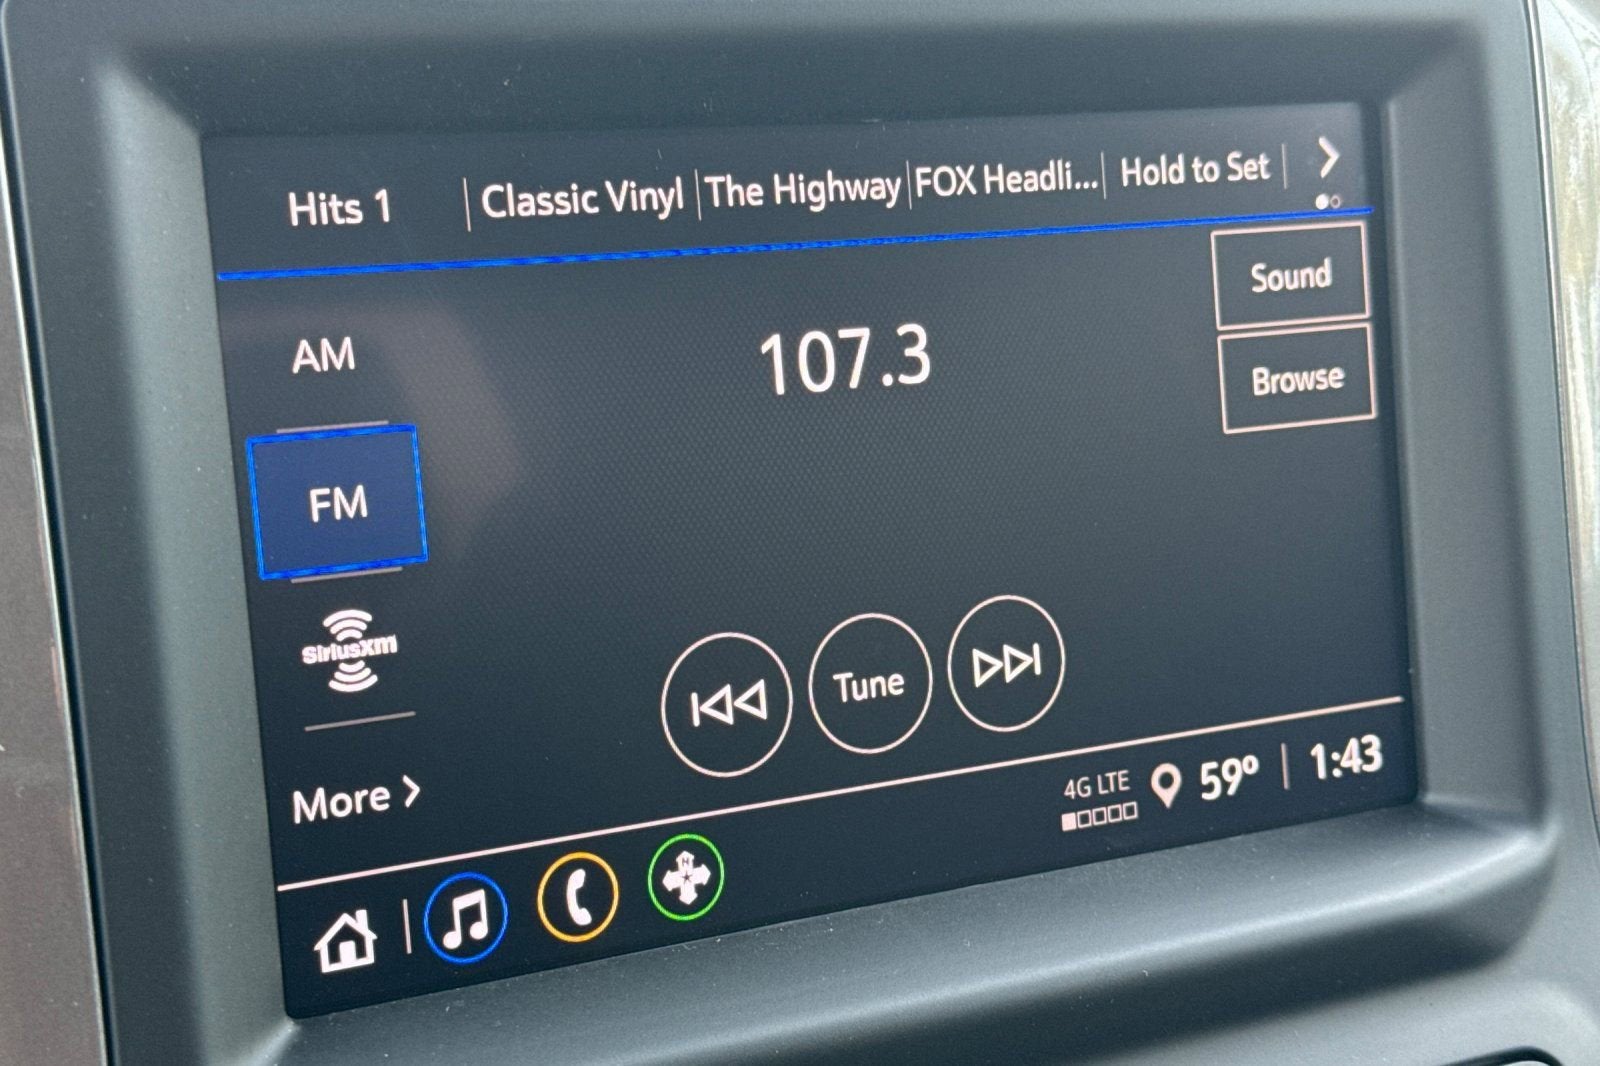 Hits 1
Classic Vinyl
The Highway
FOX Headli...
Hold to Set
Sound
AM
107.3
Browse
FM
SiriusXM
Tune
More
4G LTE
59°
1:43
N